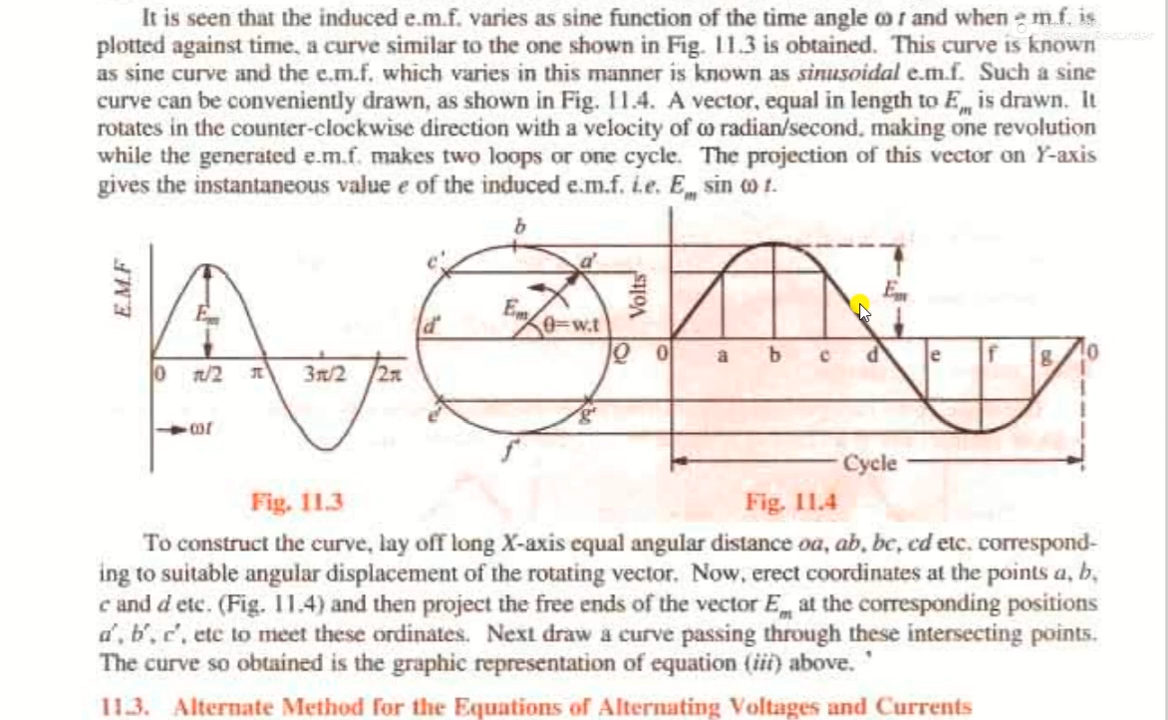 It is seen that the induced e.m.f. varies as sine function of the time angle ω t and when e m.f. is
plotted against time, a curve similar to the one shown in Fig. 11.3 is obtained. This curve is known
as sine curve and the e.m.f. which varies in this manner is known as sinusoidal e.m.f. Such a sine
curve can be conveniently drawn, as shown in Fig. 11.4. A vector, equal in length to Em is drawn. It
rotates in the counter-clockwise direction with a velocity of ω radian/second, making one revolution
while the generated e.m.f. makes two loops or one cycle. The projection of this vector on Y-axis
gives the instantaneous value e of the induced e.m.f. i.e. Em sin ω t.
E.M.F
Em
0 π/2 π 3π/2 2π
ωt
Fig. 11.3
b
c' a'
Em
θ=w.t
d'
Q
e' g'
f'
Volts
Em
0 a b c d e f g 0
Cycle
Fig. 11.4
To construct the curve, lay off long X-axis equal angular distance oa, ab, bc, cd etc. correspond-
ing to suitable angular displacement of the rotating vector. Now, erect coordinates at the points a, b,
c and d etc. (Fig. 11.4) and then project the free ends of the vector Em at the corresponding positions
a', b', c', etc to meet these ordinates. Next draw a curve passing through these intersecting points.
The curve so obtained is the graphic representation of equation (iii) above.
11.3. Alternate Method for the Equations of Alternating Voltages and Currents